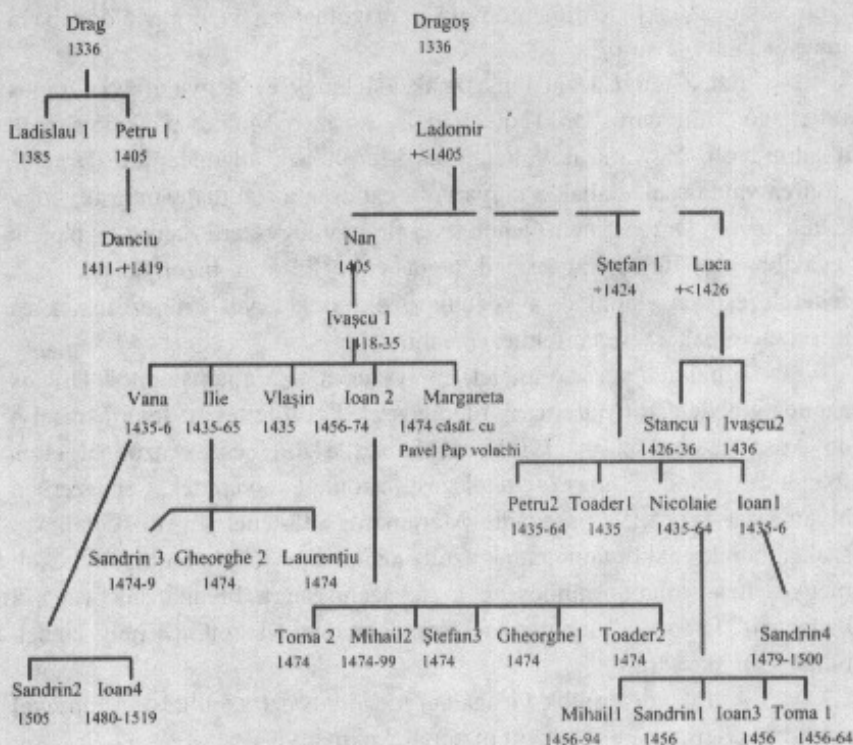 Drag Dragoş
1336 1336
Ladislau 1 Petru 1 Ladomir
1385 1405 +<1405
Danciu Nan Ştefan 1 Luca
1411-+1419 1405 +1424 +<1426
Ivaşcu 1
1418-35
Vana Ilie Vlaşin Ioan 2 Margareta Stancu 1 Ivaşcu2
1435-6 1435-65 1435 1456-74 1474 căsăt. cu 1426-36 1436
Pavel Pap volachi
Petru2 Toader1 Nicolaie Ioan1
1435-64 1435 1435-64 1435-6
Sandrin 3 Gheorghe 2 Laurenţiu
1474-9 1474 1474
Toma 2 Mihail2 Ştefan3 Gheorghe1 Toader2 Sandrin4
1474 1474-99 1474 1474 1474 1479-1500
Sandrin2 Ioan4
1505 1480-1519
Mihail1 Sandrin1 Ioan3 Toma 1
1456-94 1456 1456 1456-64